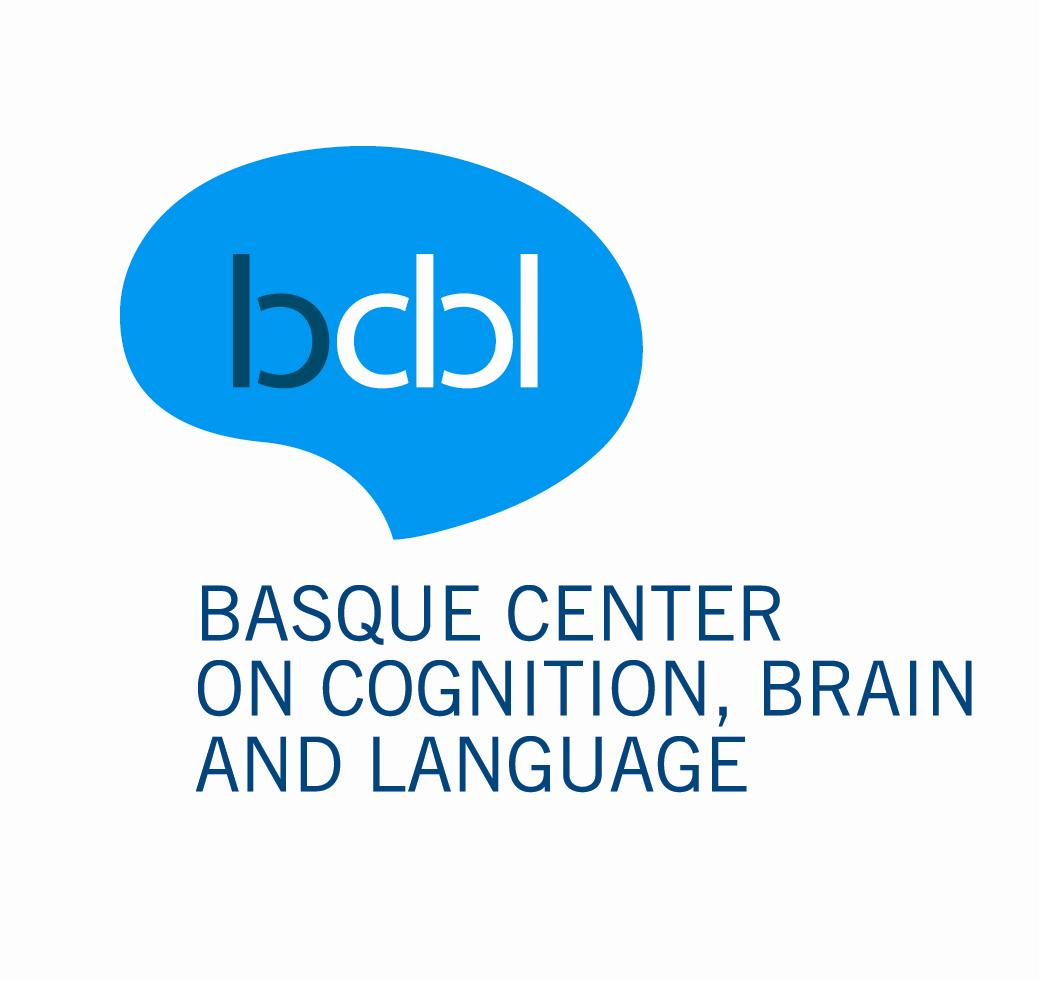 bcbl
BASQUE CENTER
ON COGNITION, BRAIN
AND LANGUAGE